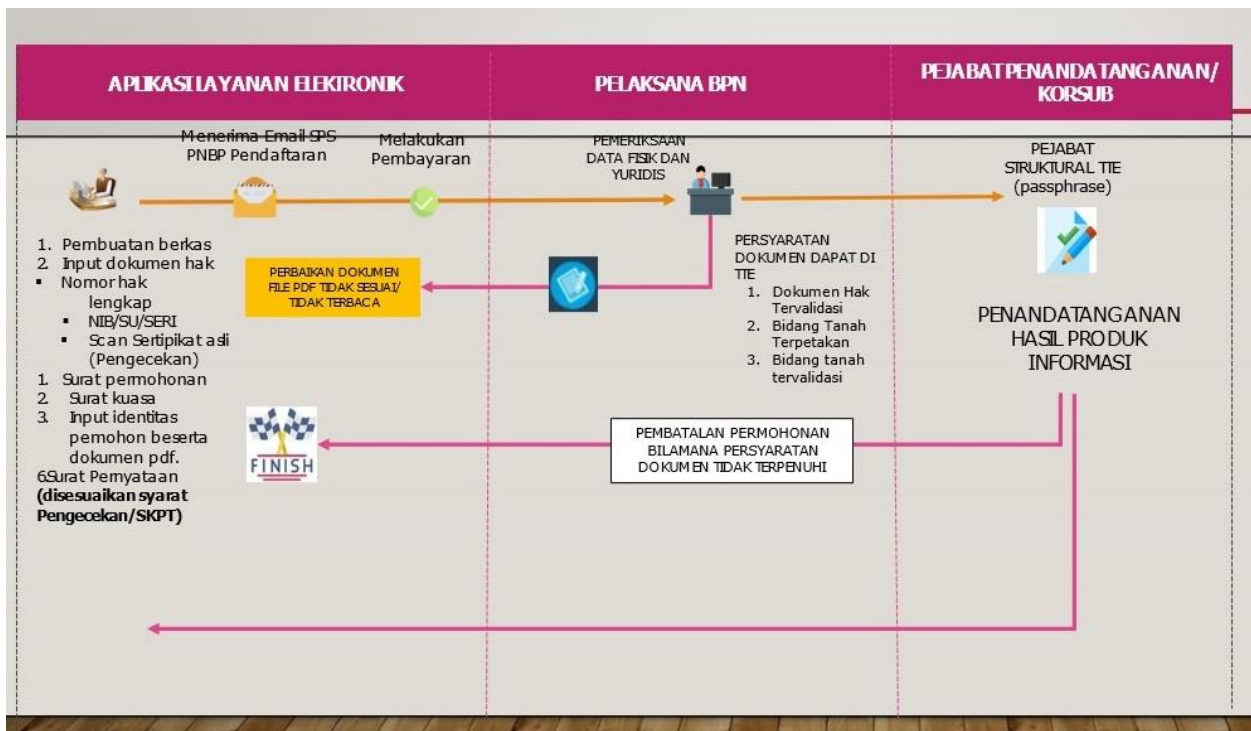 APLIKASI LAYANAN ELEKTRONIK
PELAKSANA BPN
PEJABAT PENANDATANGANAN/
KORSUB
Menerima Email SPS
PNBP Pendaftaran
Melakukan
Pembayaran
PEMERIKSAAN
DATA FISIK DAN
YURIDIS
PEJABAT
STRUKTURAL TTE
(passphrase)
1. Pembuatan berkas
2. Input dokumen hak
▪ Nomor hak
lengkap
▪ NIB/SU/SERI
▪ Scan Sertipikat asli
(Pengecekan)
1. Surat permohonan
2. Surat kuasa
3. Input identitas
pemohon beserta
dokumen pdf.
6.Surat Pernyataan
(disesuaikan syarat
Pengecekan/SKPT)
PERBAIKAN DOKUMEN
FILE PDF TIDAK SESUAI/
TIDAK TERBACA
PERSYARATAN
DOKUMEN DAPAT DI
TTE
1. Dokumen Hak
Tervalidasi
2. Bidang Tanah
Terpetakan
3. Bidang tanah
tervalidasi
PENANDATANGANAN
HASIL PRODUK
INFORMASI
FINISH
PEMBATALAN PERMOHONAN
BILAMANA PERSYARATAN
DOKUMEN TIDAK TERPENUHI